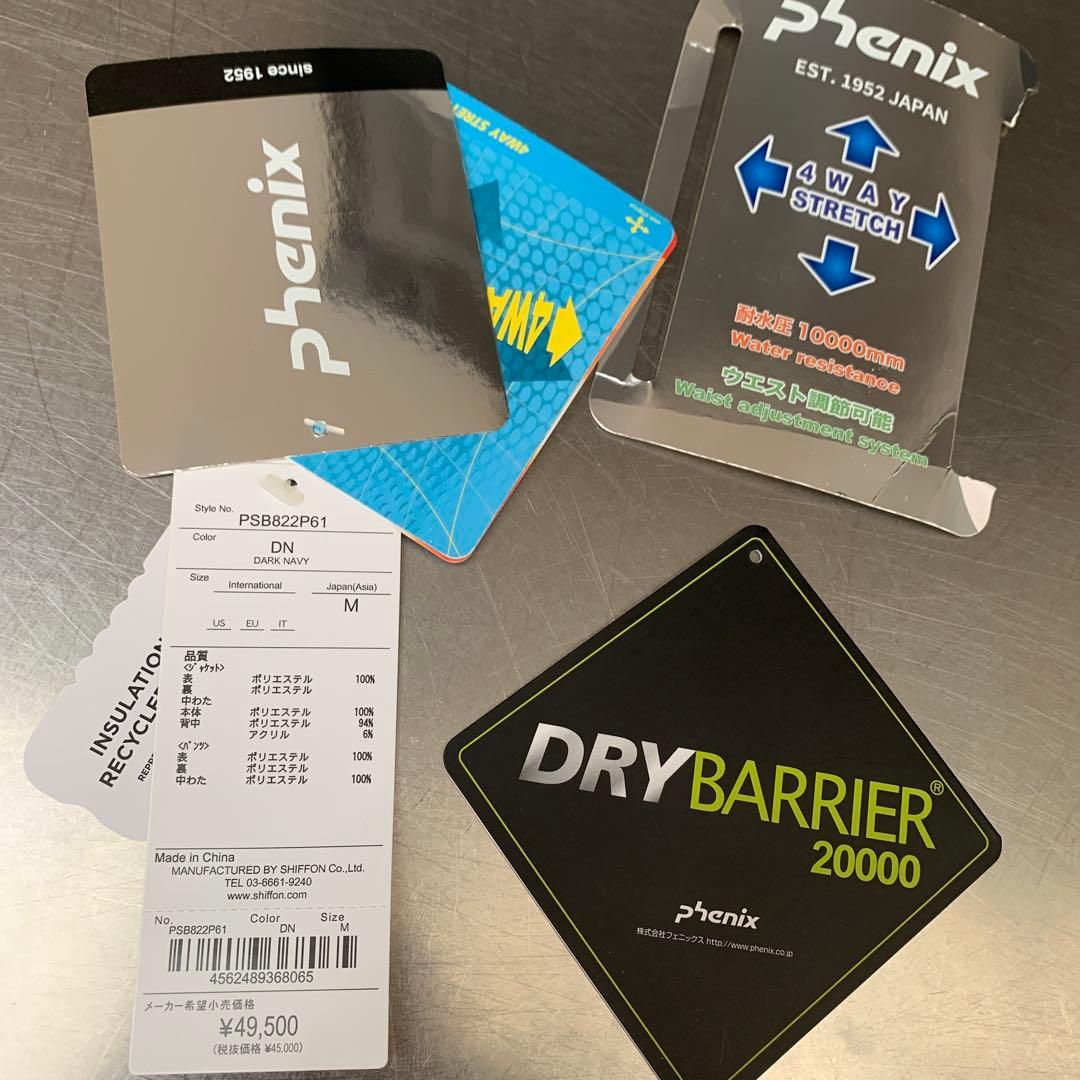 since 1952
phenix
4WAY STRET
4WA
phenix
EST. 1952 JAPAN
4 WAY
STRETCH
耐水圧 10000mm
Water resistance
ウエスト調節可能
Waist adjustment system
INSULATION
RECYCLE
REPR
Style No. PSB822P61
Color DN
DARK NAVY
Size International Japan(Asia)
M
US EU IT
品質
<ジャケット>
表 ポリエステル 100%
裏 ポリエステル
中わた
本体 ポリエステル 100%
背中 ポリエステル 94%
アクリル 6%
<パンツ>
表 ポリエステル 100%
裏 ポリエステル
中わた ポリエステル 100%
Made in China
MANUFACTURED BY SHIFFON Co.,Ltd.
TEL 03-6661-9240
www.shiffon.com
No. Color Size
PSB822P61 DN M
4562489368065
メーカー希望小売価格
¥49,500
(税抜価格 ¥45,000)
DRYBARRIER®
20000
phenix
株式会社フェニックス http://www.phenix.co.jp